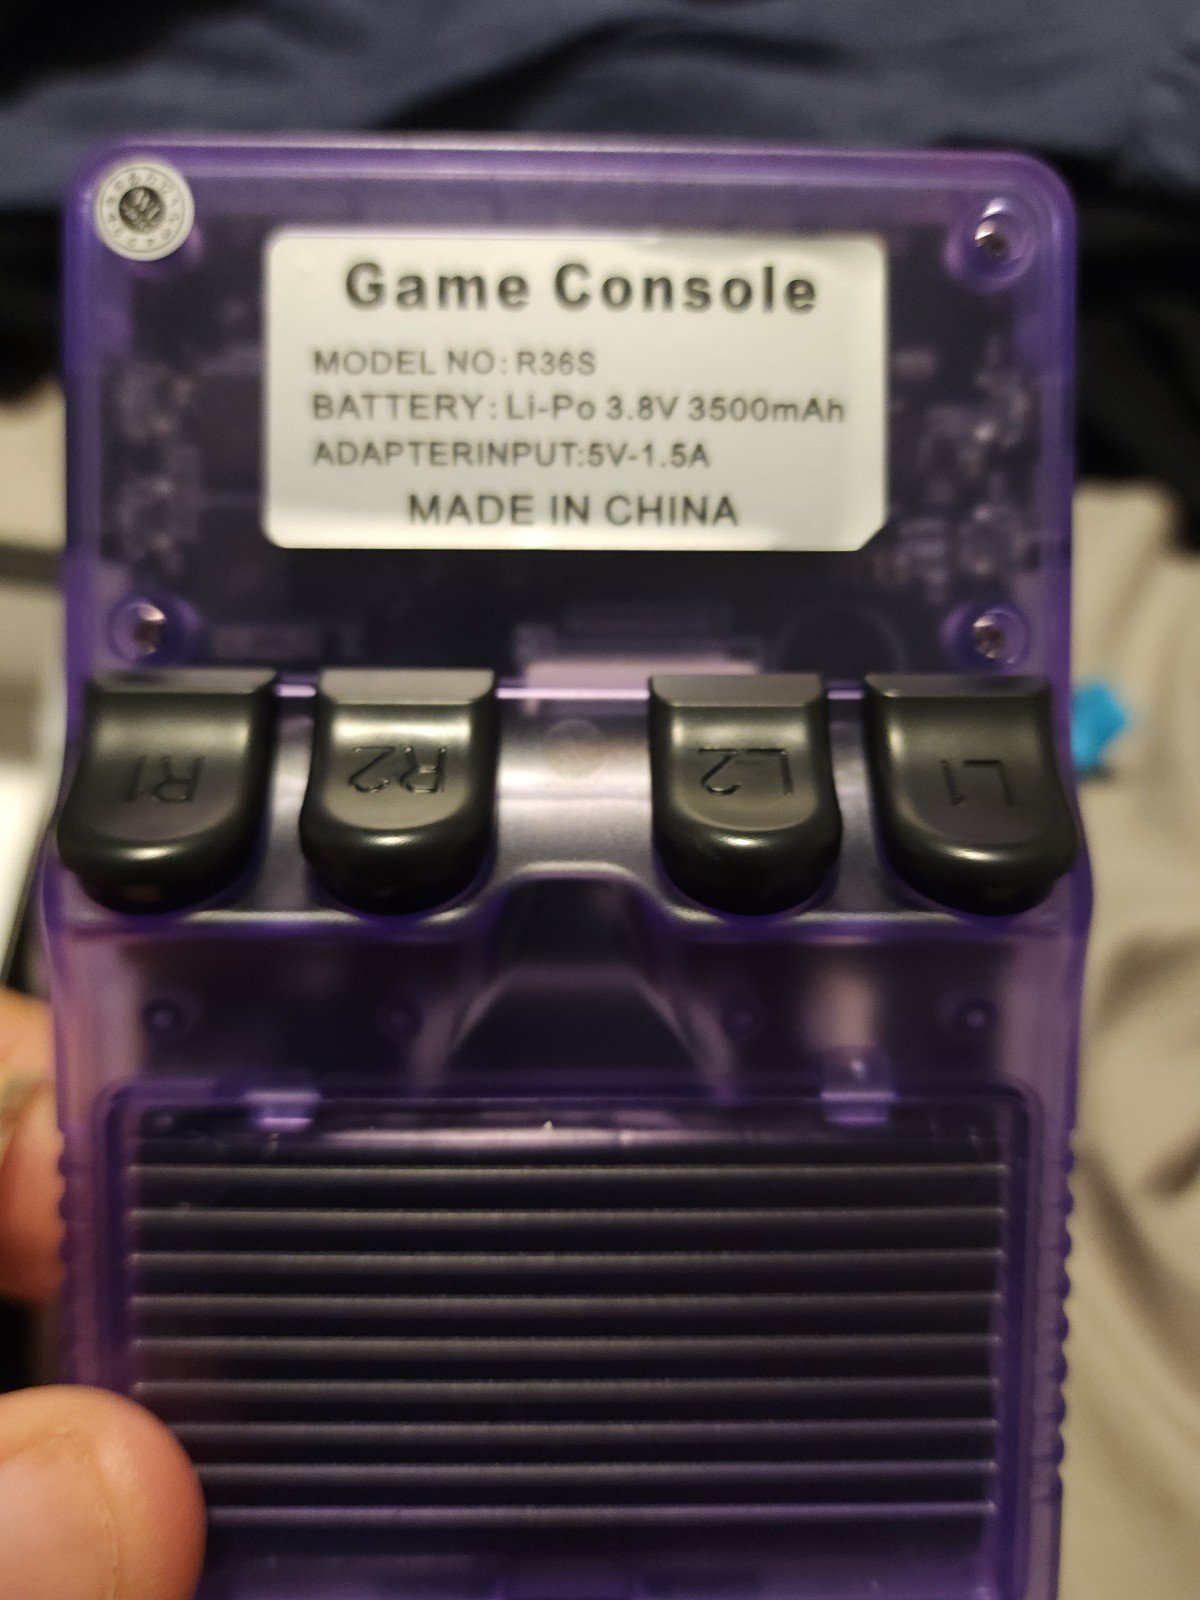 Game Console
MODEL NO: R36S
BATTERY: Li-Po 3.8V 3500mAh
ADAPTERINPUT:5V-1.5A
MADE IN CHINA
R1 R2 L2 L1